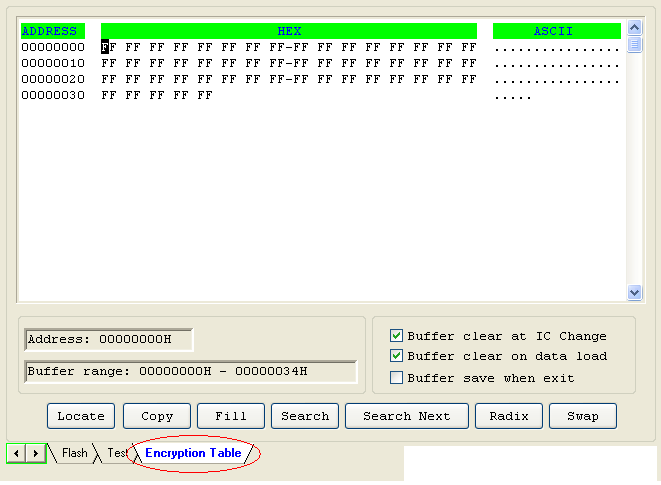 ADDRESS HEX ASCII
00000000 FF FF FF FF FF FF FF FF-FF FF FF FF FF FF FF FF ................
00000010 FF FF FF FF FF FF FF FF-FF FF FF FF FF FF FF FF ................
00000020 FF FF FF FF FF FF FF FF-FF FF FF FF FF FF FF FF ................
00000030 FF FF FF FF FF .....
Address: 00000000H
Buffer range: 00000000H - 00000034H
Buffer clear at IC Change
Buffer clear on data load
Buffer save when exit
Locate Copy Fill Search Search Next Radix Swap
Flash Test Encryption Table